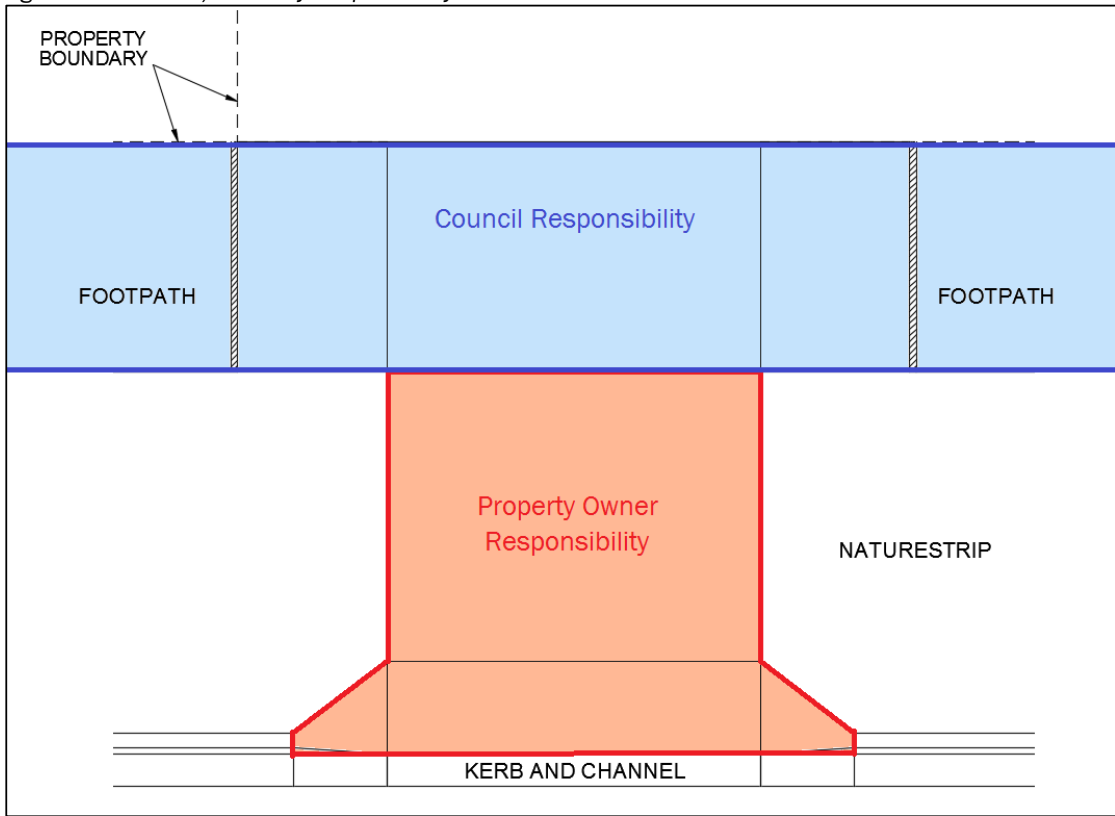 PROPERTY
BOUNDARY
Council Responsibility
FOOTPATH
FOOTPATH
Property Owner
Responsibility
NATURESTRIP
KERB AND CHANNEL